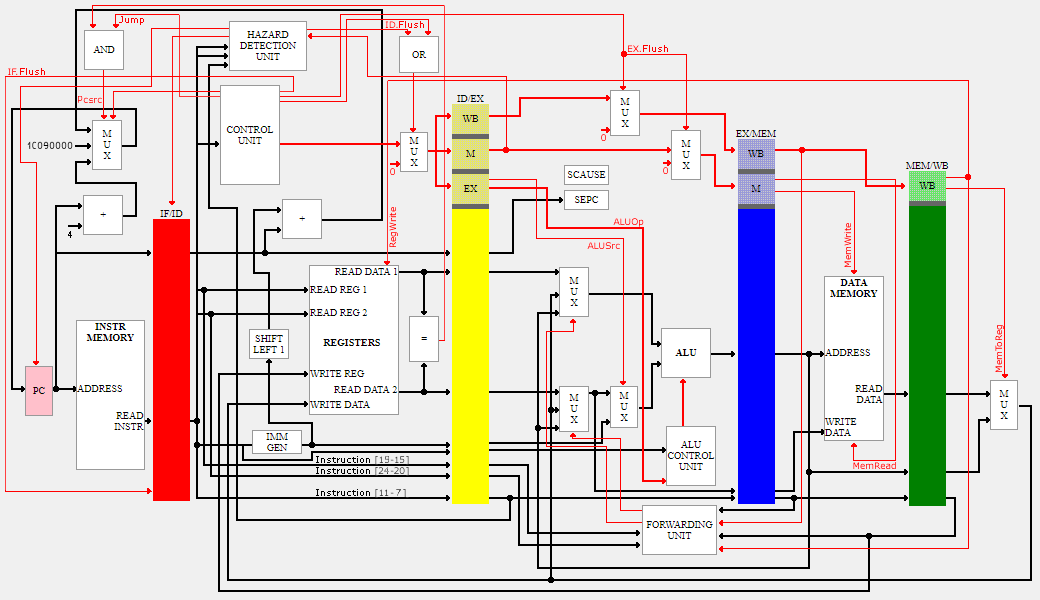 Jump
ID.Flush
AND
HAZARD
DETECTION
UNIT
OR
EX.Flush
IF.Flush
Pcsrc
ID/EX
WB
M
EX
M
U
X
0
EX/MEM
WB
M
MEM/WB
WB
1C090000
M
U
X
CONTROL
UNIT
M
U
X
0
M
U
X
0
SCAUSE
SEPC
+
4
IF/ID
+
RegWrite
ALUOp
ALUSrc
MemWrite
READ DATA 1
READ REG 1
READ REG 2
REGISTERS
WRITE REG
READ DATA 2
WRITE DATA
M
U
X
DATA
MEMORY
ADDRESS
READ
DATA
WRITE
DATA
INSTR
MEMORY
ADDRESS
READ
INSTR
SHIFT
LEFT 1
=
ALU
MemToReg
PC
M
U
X
M
U
X
M
U
X
IMM
GEN
ALU
CONTROL
UNIT
MemRead
Instruction [19-15]
Instruction [24-20]
Instruction [11-7]
FORWARDING
UNIT